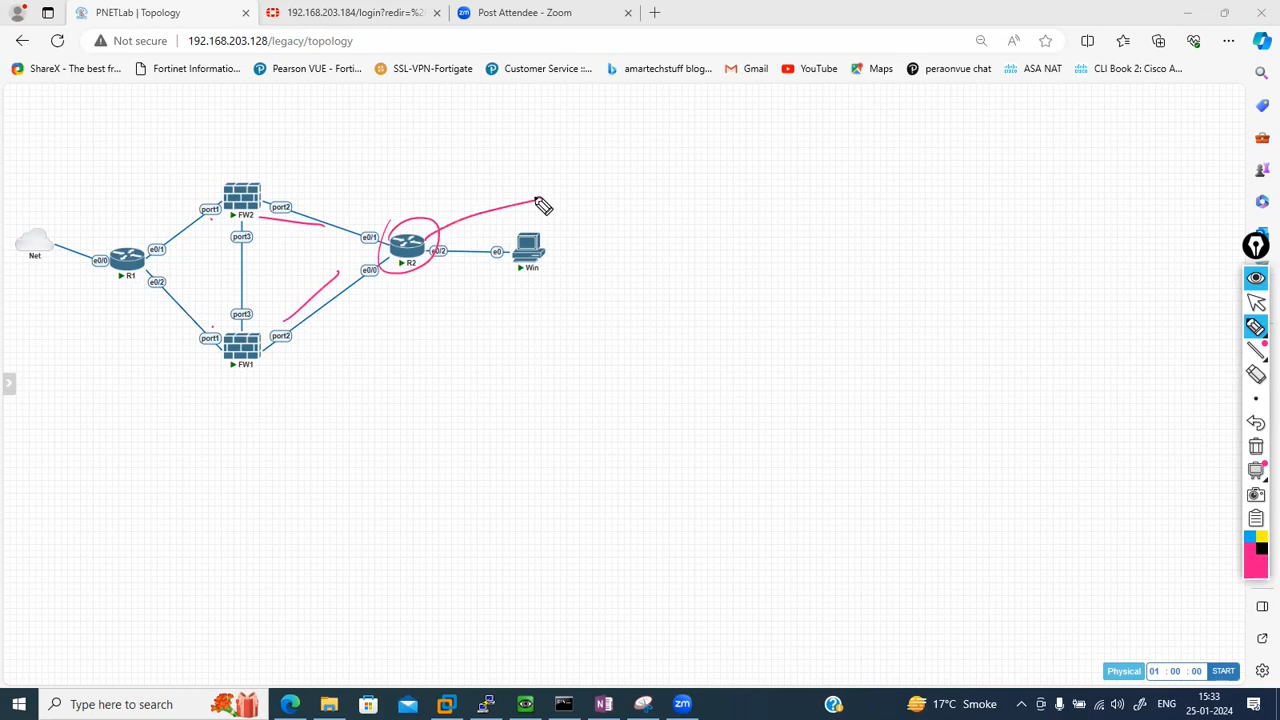 PNETLab | Topology
192.168.203.184/login?redir=%2
Post Attendee - Zoom
Not secure
192.168.203.128/legacy/topology
ShareX - The best fr...
Fortinet Informatio...
Pearson VUE - Forti...
SSL-VPN-Fortigate
Customer Service ::...
amartechstuff blog...
Gmail
YouTube
Maps
peraonvue chat
ASA NAT
CLI Book 2: Cisco A...
port1
FW2
port2
port3
Net
e0/0
R1
e0/1
e0/2
e0/1
R2
e0/0
e0/2
e0
Win
port3
port1
port2
FW1
Physical
01 : 00 : 00
START
Type here to search
17°C Smoke
ENG
15:33
25-01-2024